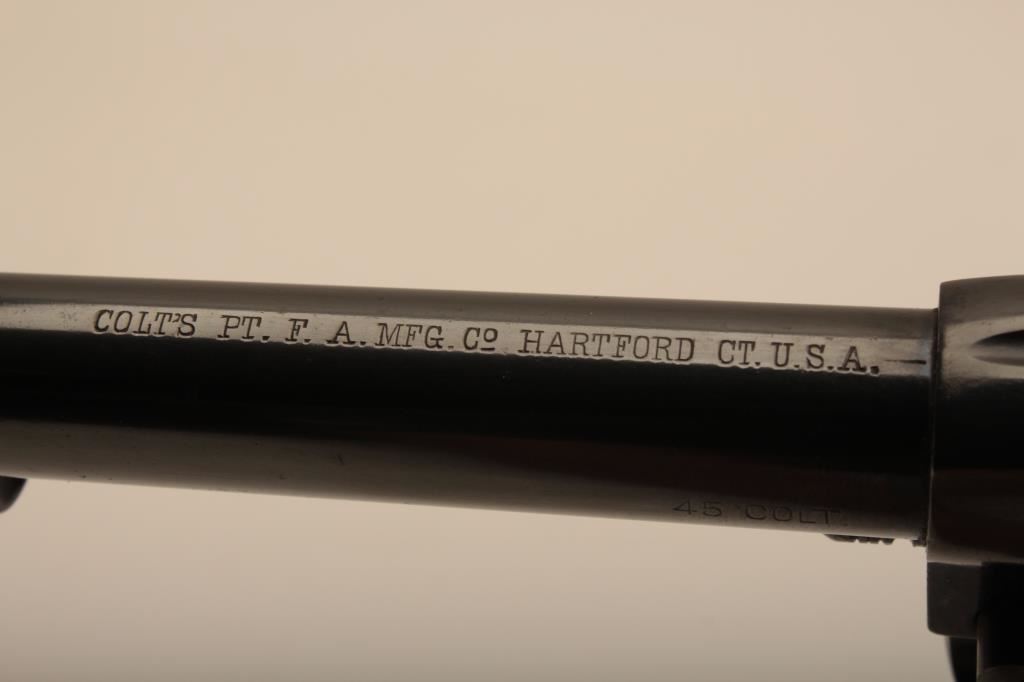 COLT'S PT. F. A. MFG. Cº HARTFORD CT. U.S.A.
45 COLT